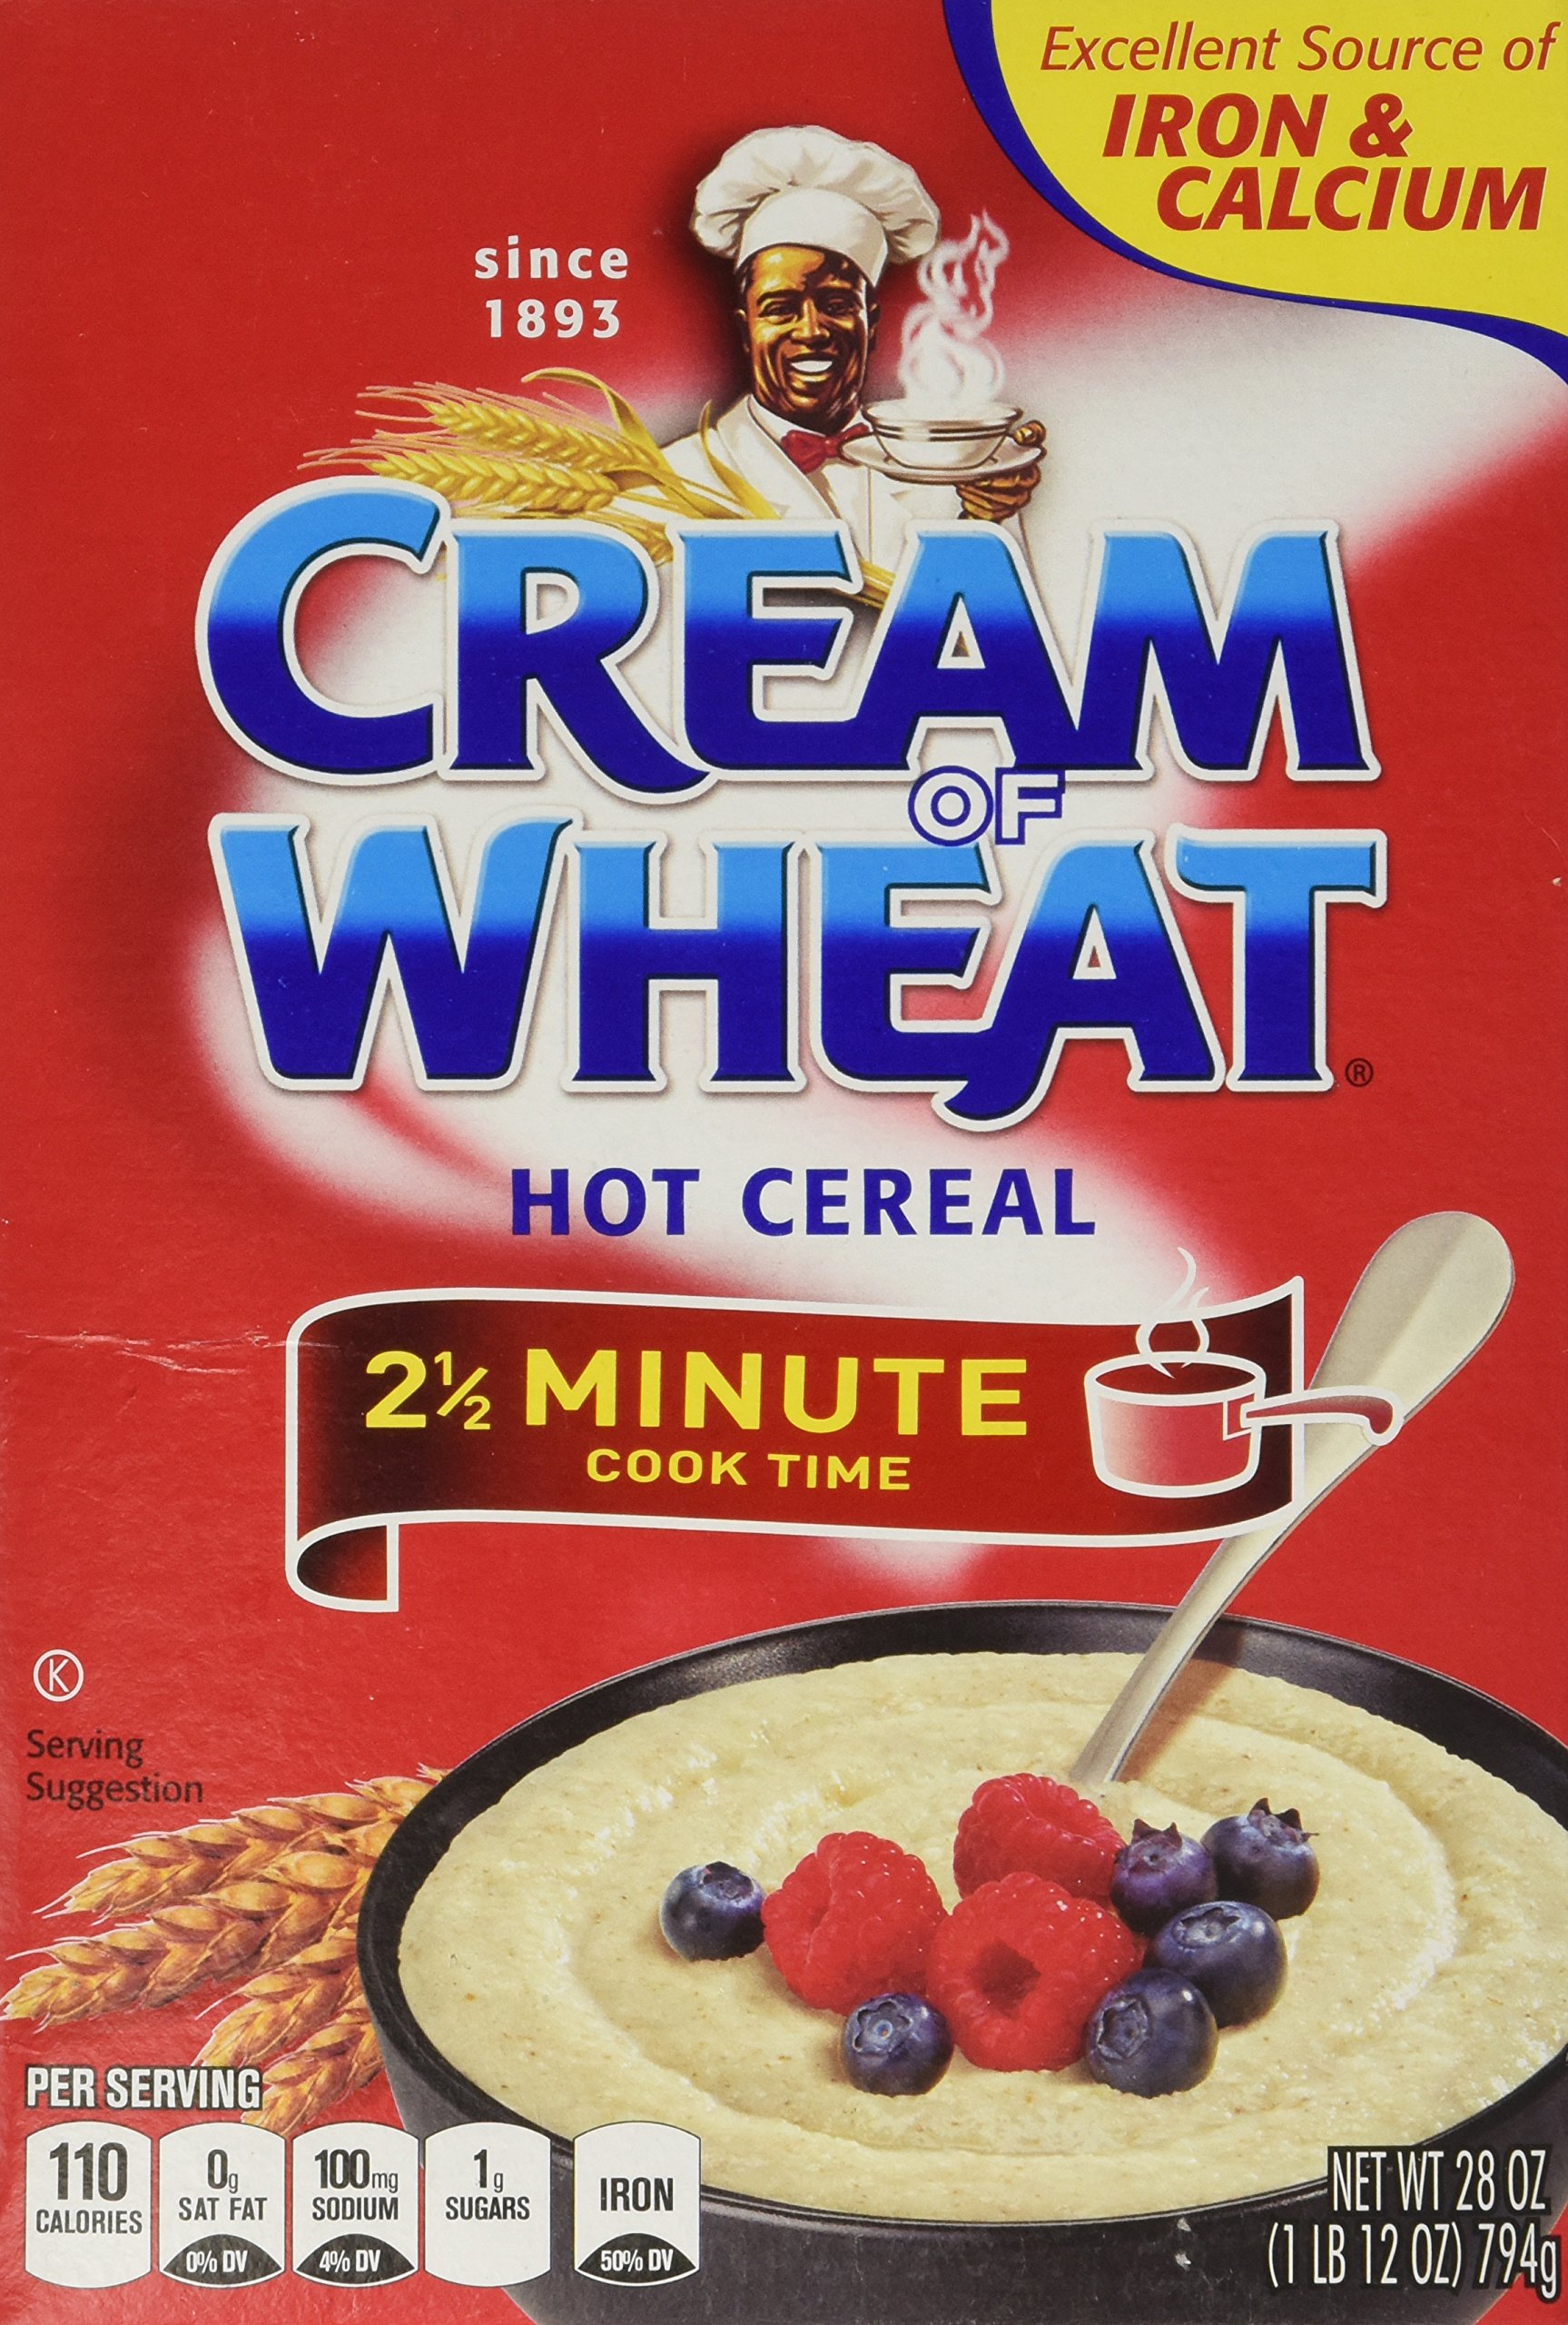 Excellent Source of
IRON &
CALCIUM
since
1893
CREAM
OF
WHEAT®
HOT CEREAL
2½ MINUTE
COOK TIME
K
Serving
Suggestion
PER SERVING
110
CALORIES
0g
SAT FAT
0% DV
100mg
SODIUM
4% DV
1g
SUGARS
IRON
50% DV
NET WT 28 OZ
(1 LB 12 OZ) 794g